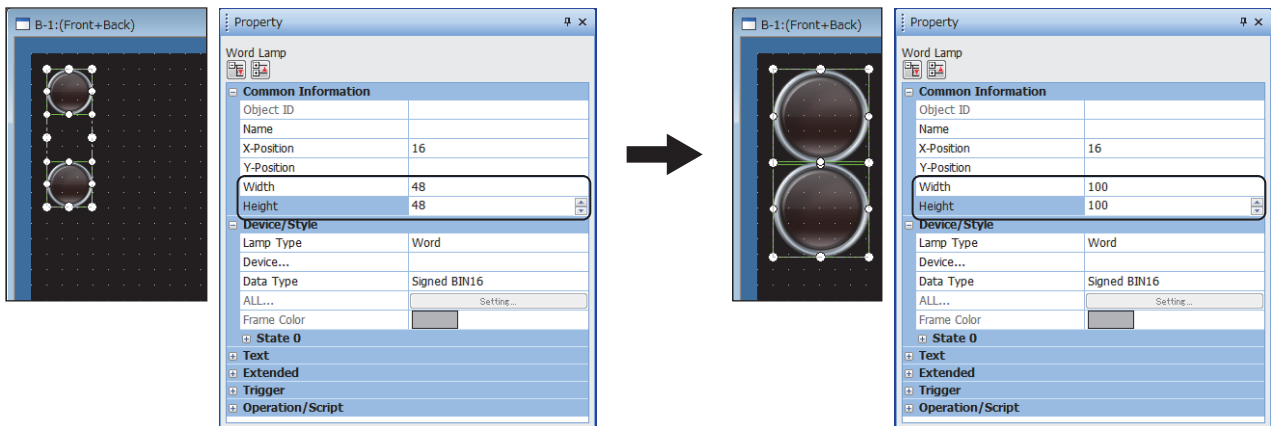 B-1:(Front+Back)
Property
Word Lamp
Common Information
Object ID
Name
X-Position 16
Y-Position
Width 48
Height 48
Device/Style
Lamp Type Word
Device...
Data Type Signed BIN16
ALL... Setting...
Frame Color
State 0
Text
Extended
Trigger
Operation/Script
B-1:(Front+Back)
Property
Word Lamp
Common Information
Object ID
Name
X-Position 16
Y-Position
Width 100
Height 100
Device/Style
Lamp Type Word
Device...
Data Type Signed BIN16
ALL... Setting...
Frame Color
State 0
Text
Extended
Trigger
Operation/Script